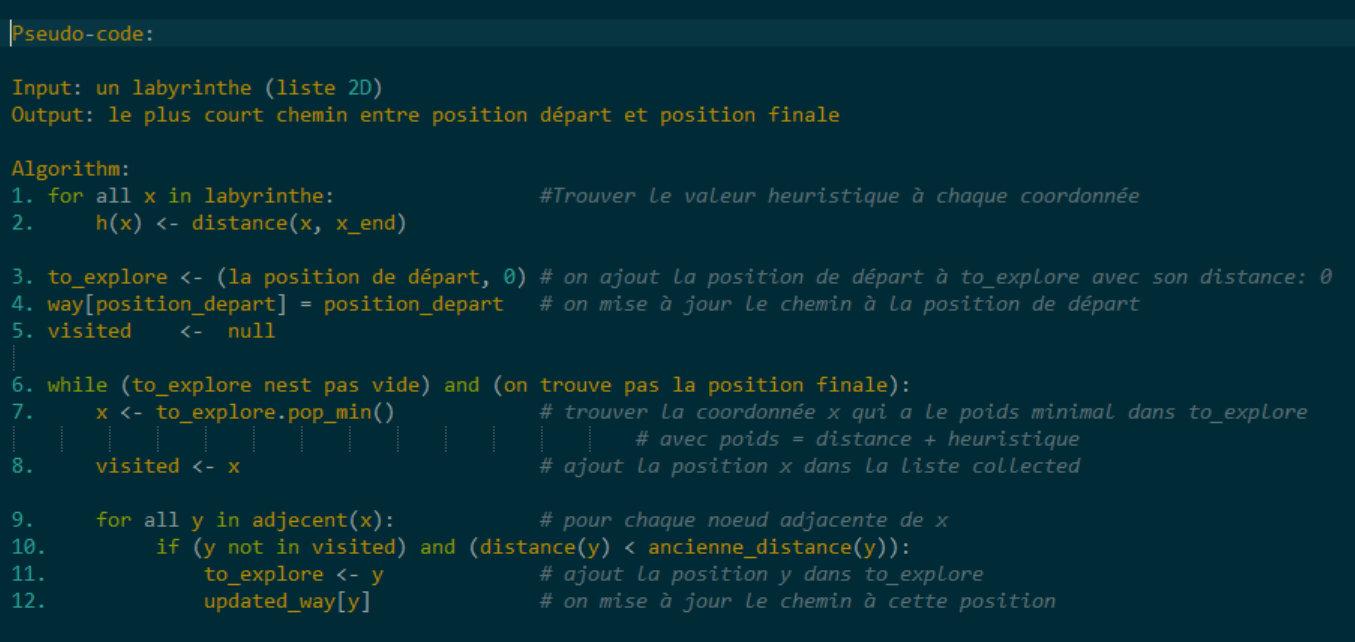 Pseudo-code:
Input: un labyrinthe (liste 2D)
Output: le plus court chemin entre position départ et position finale
Algorithm:
1. for all x in labyrinthe: #Trouver le valeur heuristique à chaque coordonnée
2. h(x) <- distance(x, x_end)
3. to_explore <- (la position de départ, 0) # on ajout la position de départ à to_explore avec son distance: 0
4. way[position_depart] = position_depart # on mise à jour le chemin à la position de départ
5. visited <- null
6. while (to_explore nest pas vide) and (on trouve pas la position finale):
7. x <- to_explore.pop_min() # trouver la coordonnée x qui a le poids minimal dans to_explore
# avec poids = distance + heuristique
8. visited <- x # ajout la position x dans la liste collected
9. for all y in adjecent(x): # pour chaque noeud adjacente de x
10. if (y not in visited) and (distance(y) < ancienne_distance(y)):
11. to_explore <- y # ajout la position y dans to_explore
12. updated_way[y] # on mise à jour le chemin à cette position